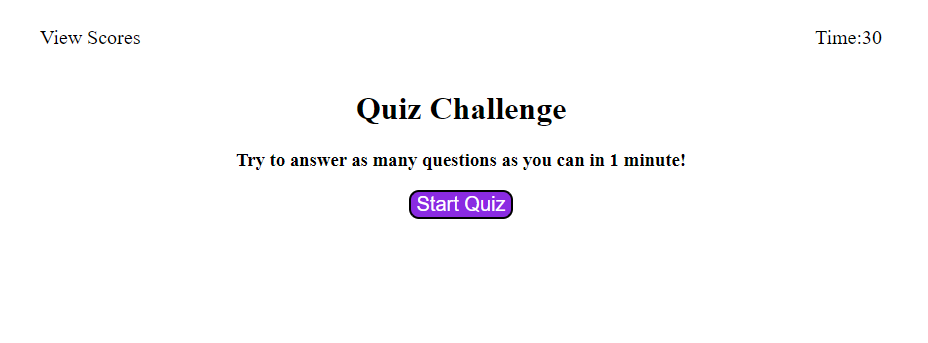 View Scores
Time:30
Quiz Challenge
Try to answer as many questions as you can in 1 minute!
Start Quiz